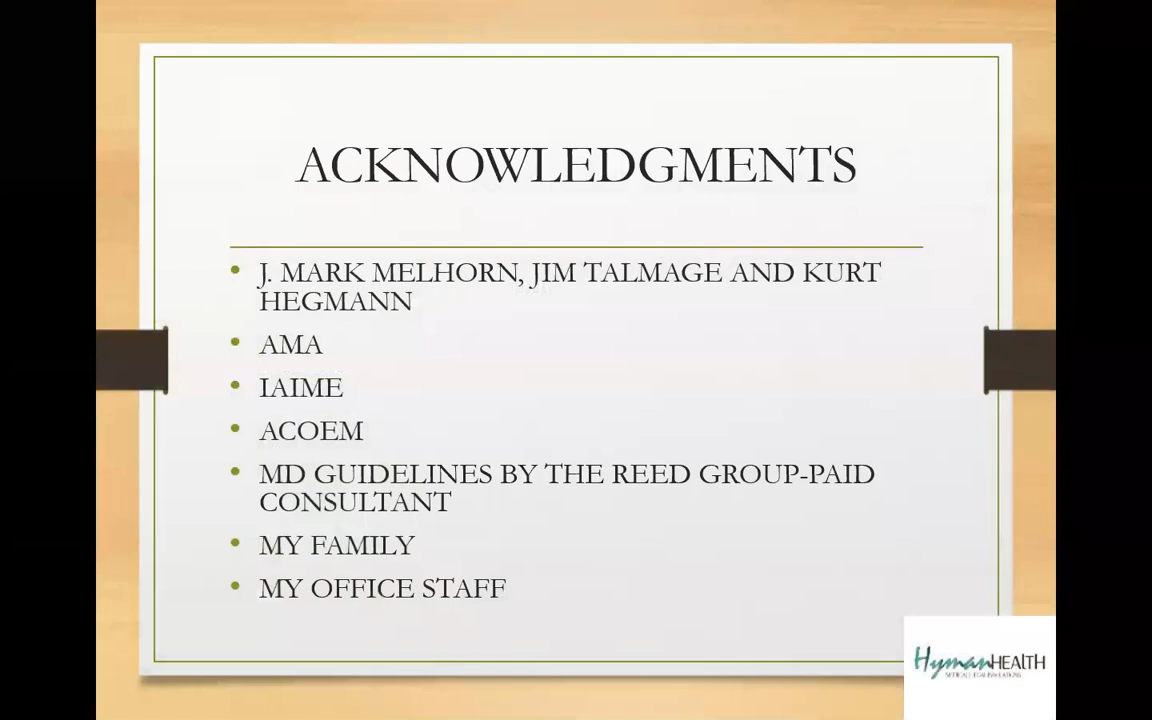 ACKNOWLEDGMENTS
• J. MARK MELHORN, JIM TALMAGE AND KURT
HEGMANN
• AMA
• IAIME
• ACOEM
• MD GUIDELINES BY THE REED GROUP-PAID
CONSULTANT
• MY FAMILY
• MY OFFICE STAFF
HymanHEALTH